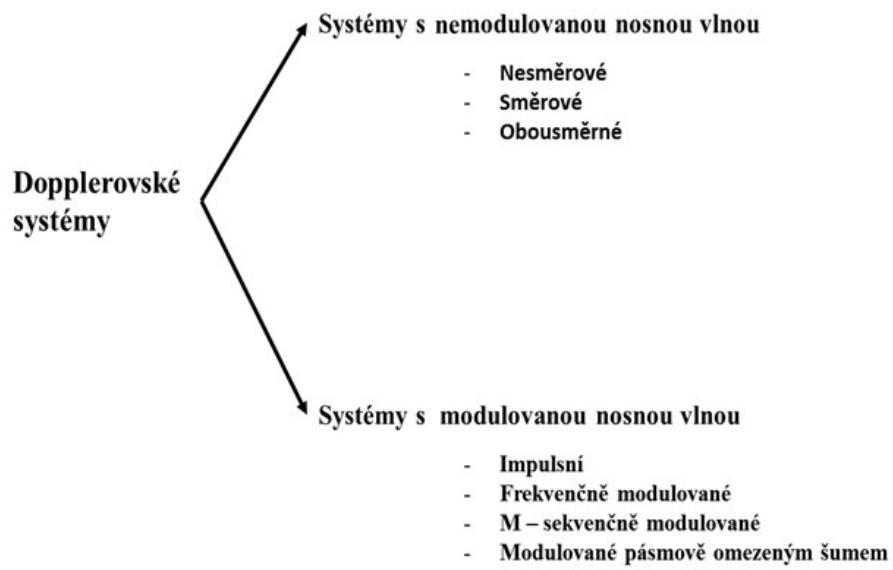 Systémy s nemodulovanou nosnou vlnou
- Nesměrové
- Směrové
- Obousměrné
Dopplerovské
systémy
Systémy s modulovanou nosnou vlnou
- Impulsní
- Frekvenčně modulované
- M – sekvenčně modulované
- Modulované pásmově omezeným šumem